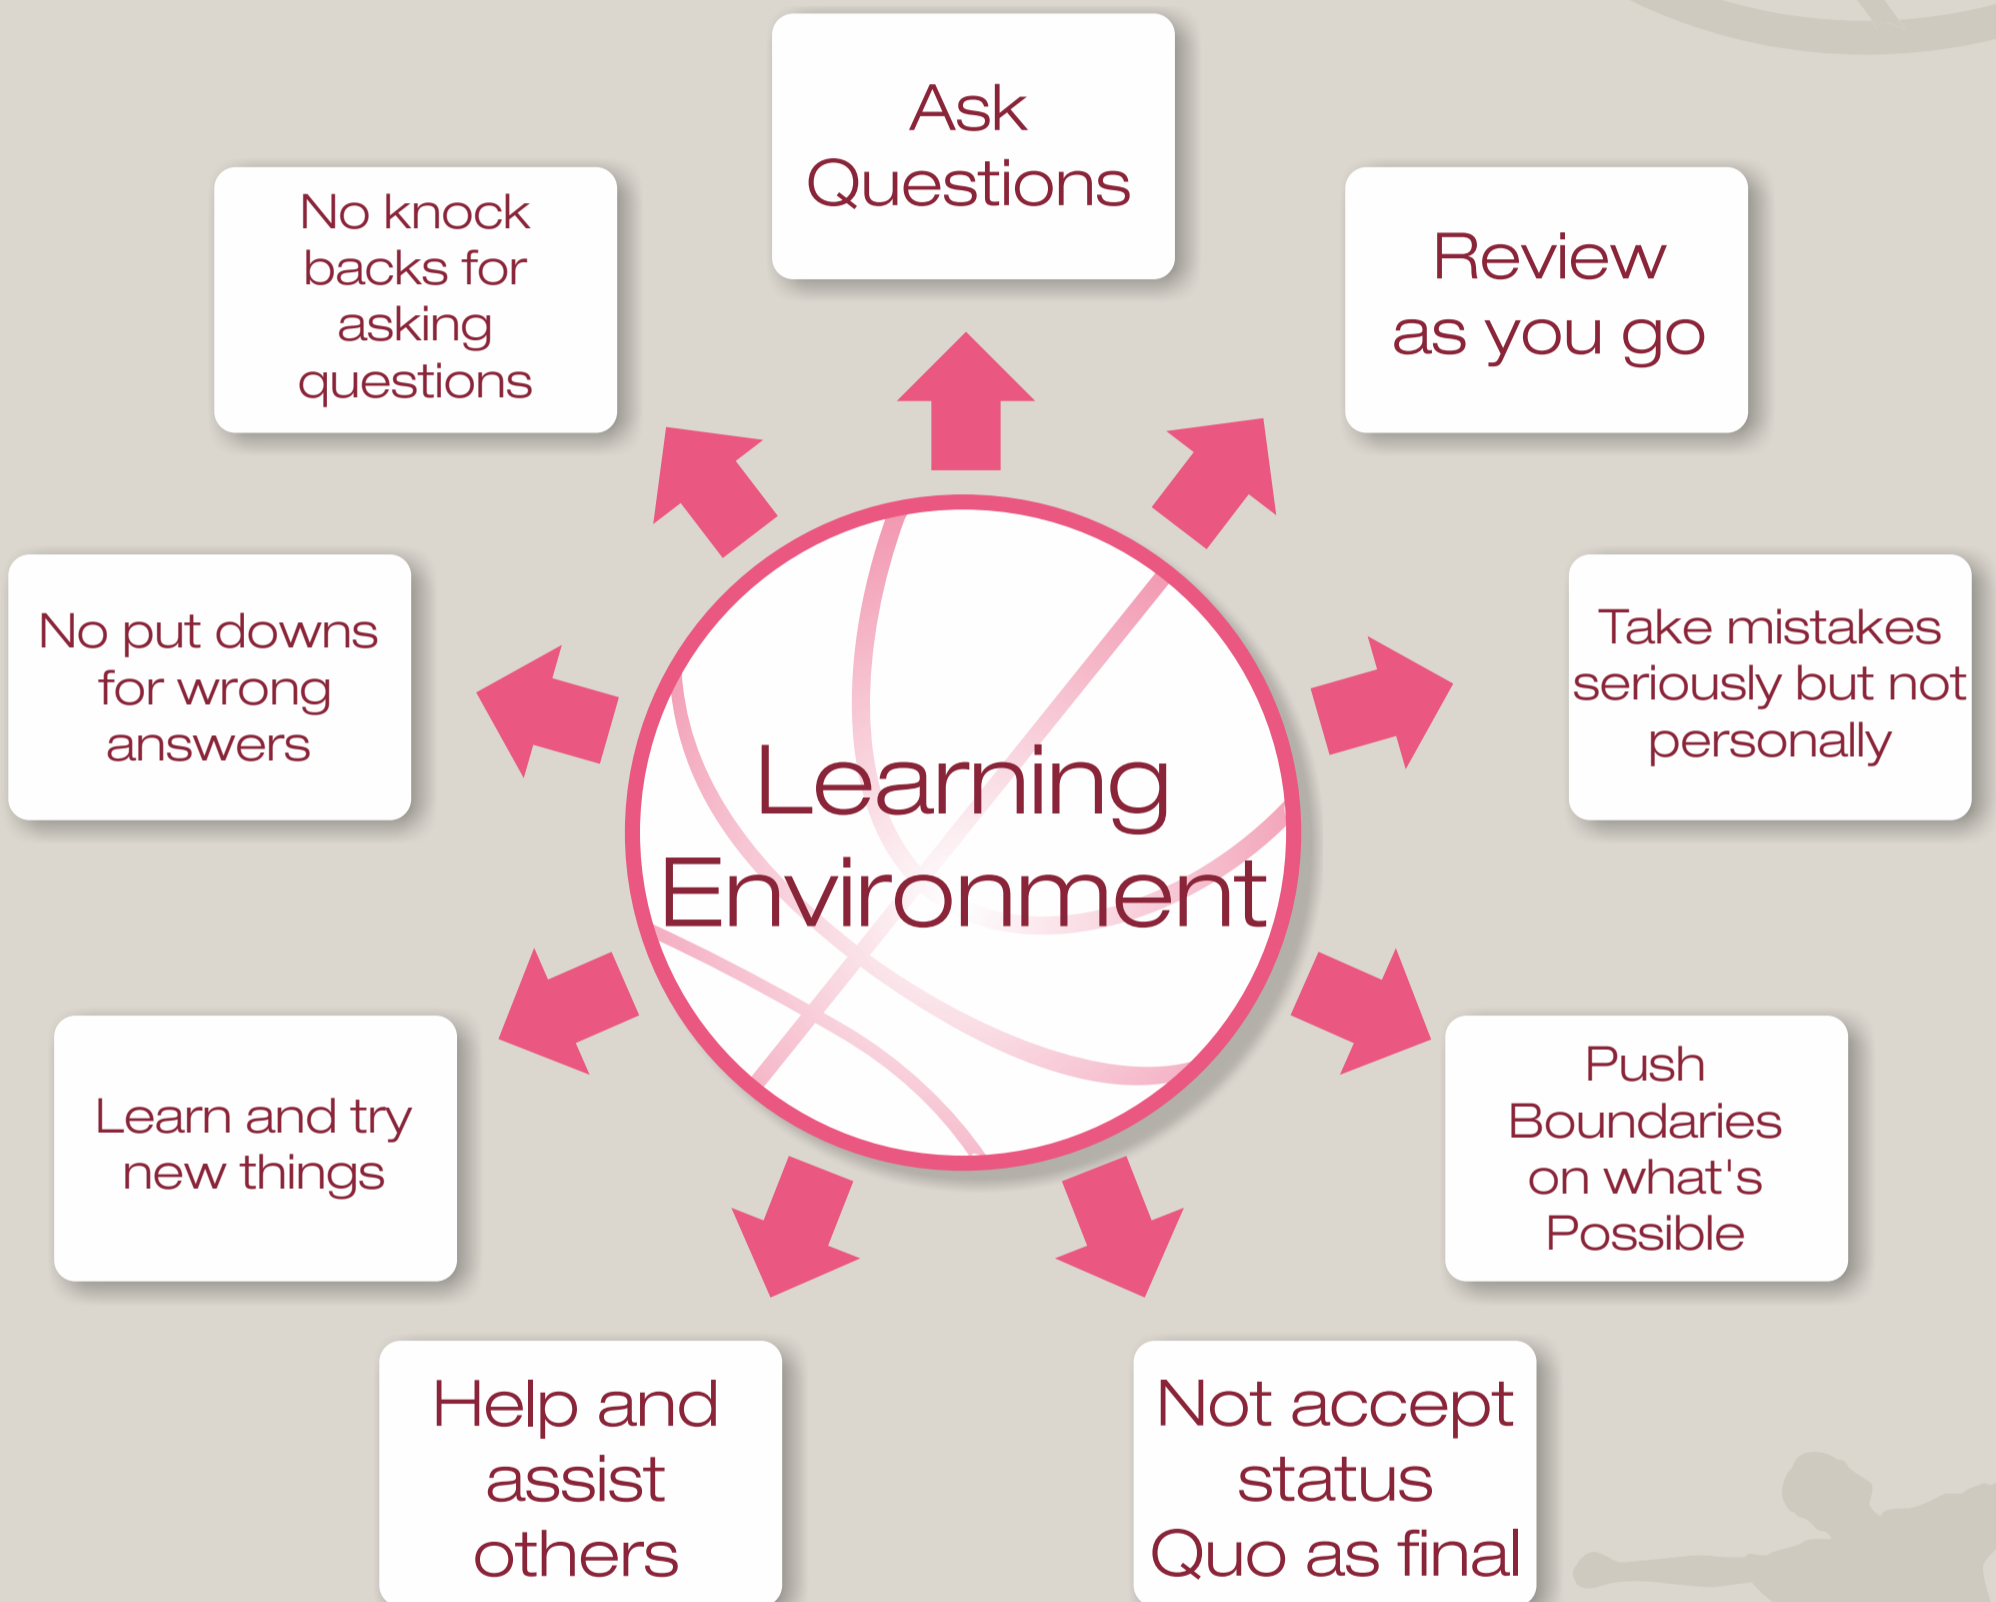 Ask
Questions
Review
as you go
Take mistakes
seriously but not
personally
Push
Boundaries
on what's
Possible
Not accept
status
Quo as final
Help and
assist
others
Learn and try
new things
No put downs
for wrong
answers
No knock
backs for
asking
questions
Learning
Environment